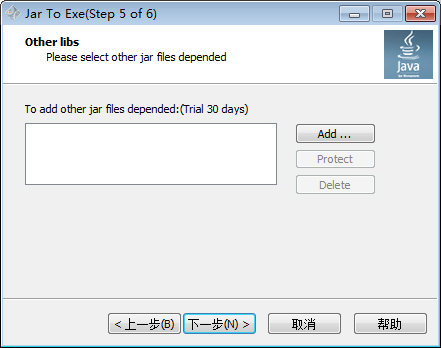 Jar To Exe(Step 5 of 6)
Other libs
Please select other jar files depended
Java
To add other jar files depended:(Trial 30 days)
Add ...
Protect
Delete
< 上一步(B)
下一步(N) >
取消
帮助